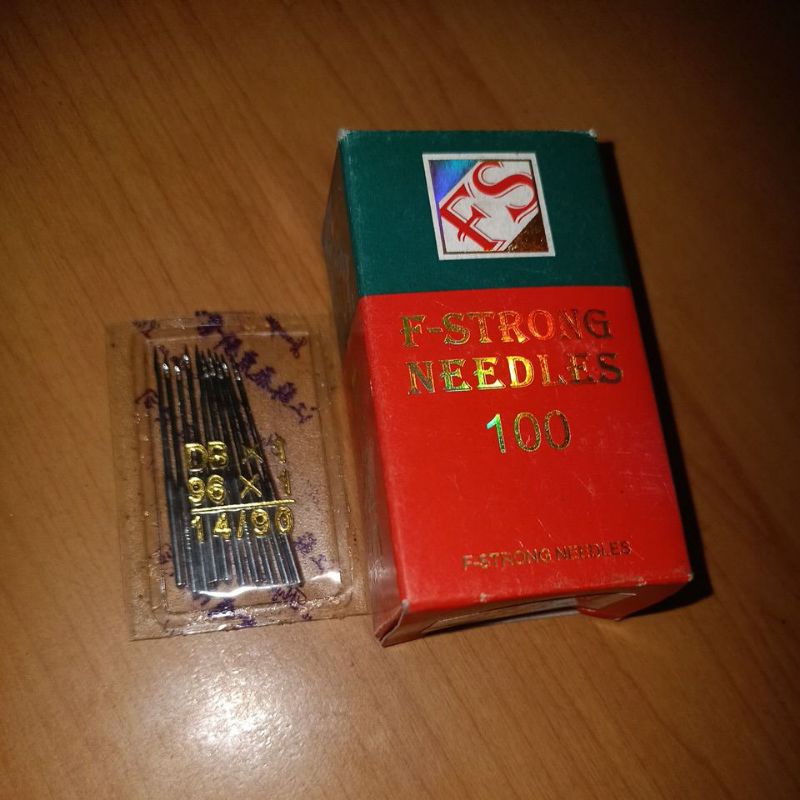 FS
F-STRONG
NEEDLES
100
F-STRONG NEEDLES
DB × 1
96 × 1
14/90